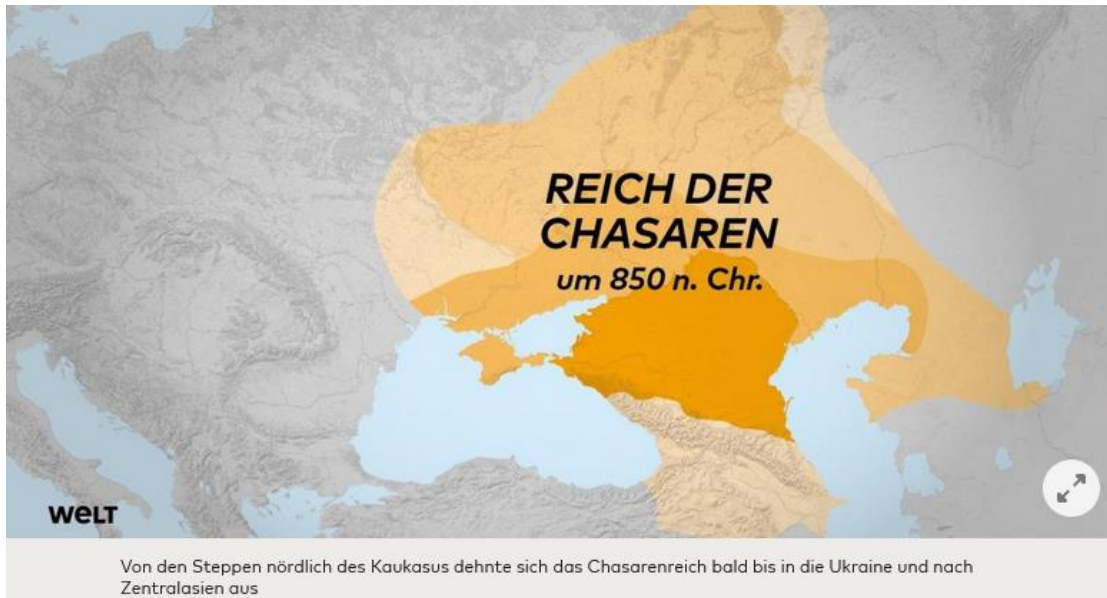 REICH DER
CHASAREN
um 850 n. Chr.
WELT
Von den Steppen nördlich des Kaukasus dehnte sich das Chasarenreich bald bis in die Ukraine und nach
Zentralasien aus